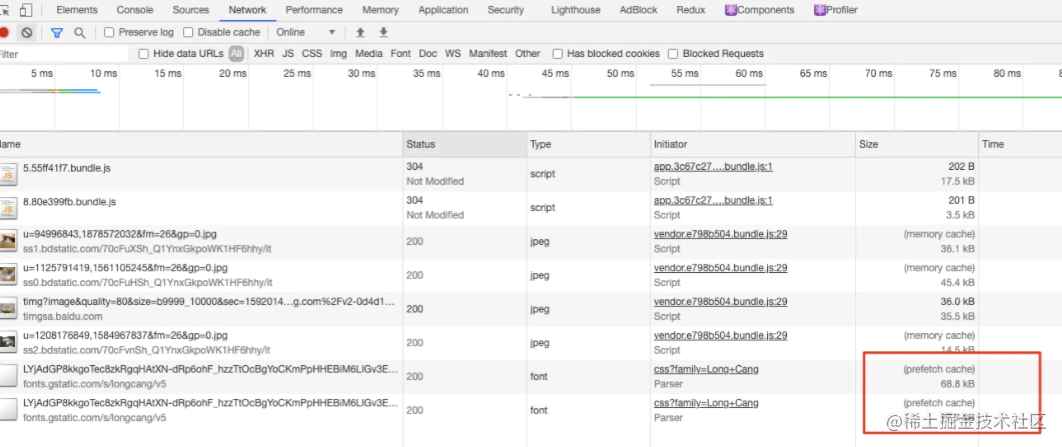 Elements Console Sources Network Performance Memory Application Security Lighthouse AdBlock Redux Components Profiler
Preserve log Disable cache Online
Filter Hide data URLs All XHR JS CSS Img Media Font Doc WS Manifest Other Has blocked cookies Blocked Requests
5 ms 10 ms 15 ms 20 ms 25 ms 30 ms 35 ms 40 ms 45 ms 50 ms 55 ms 60 ms 65 ms 70 ms 75 ms 80 ms
Name Status Type Initiator Size Time
5.55ff41f7.bundle.js 304 script app.3c67c27….bundle.js:1 202 B
Not Modified Script 17.5 kB
8.80e399fb.bundle.js 304 script app.3c67c27….bundle.js:1 201 B
Not Modified Script 3.5 kB
u=94996843,1878572032&fm=26&gp=0.jpg 200 jpeg vendor.e798b504.bundle.js:29 (memory cache)
ss1.bdstatic.com/70cFuXSh_Q1YnxGkpoWK1HF6hhy/it Script 36.1 kB
u=1125791419,1561105245&fm=26&gp=0.jpg 200 jpeg vendor.e798b504.bundle.js:29 (memory cache)
ss0.bdstatic.com/70cFuHSh_Q1YnxGkpoWK1HF6hhy/it Script 45.4 kB
timg?image&quality=80&size=b9999_10000&sec=1592014…g.com%2Fv2-0d4d1… 200 jpeg vendor.e798b504.bundle.js:29 36.0 kB
timgsa.baidu.com Script 35.5 kB
u=1208176849,1584967837&fm=26&gp=0.jpg 200 jpeg vendor.e798b504.bundle.js:29 (memory cache)
ss2.bdstatic.com/70cFvnSh_Q1YnxGkpoWK1HF6hhy/it Script 14.5 kB
LYjAdGP8kkgoTec8zkRgqHAtXN-dRp6ohF_hzzTtOcBgYoCKmPpHHEBiM6LIGv3E… 200 font css?family=Long+Cang (prefetch cache)
fonts.gstatic.com/s/longcang/v5 Parser 68.8 kB
LYjAdGP8kkgoTec8zkRgqHAtXN-dRp6ohF_hzzTtOcBgYoCKmPpHHEBiM6LIGv3E… 200 font css?family=Long+Cang (prefetch cache)
fonts.gstatic.com/s/longcang/v5 Parser
@稀土掘金技术社区